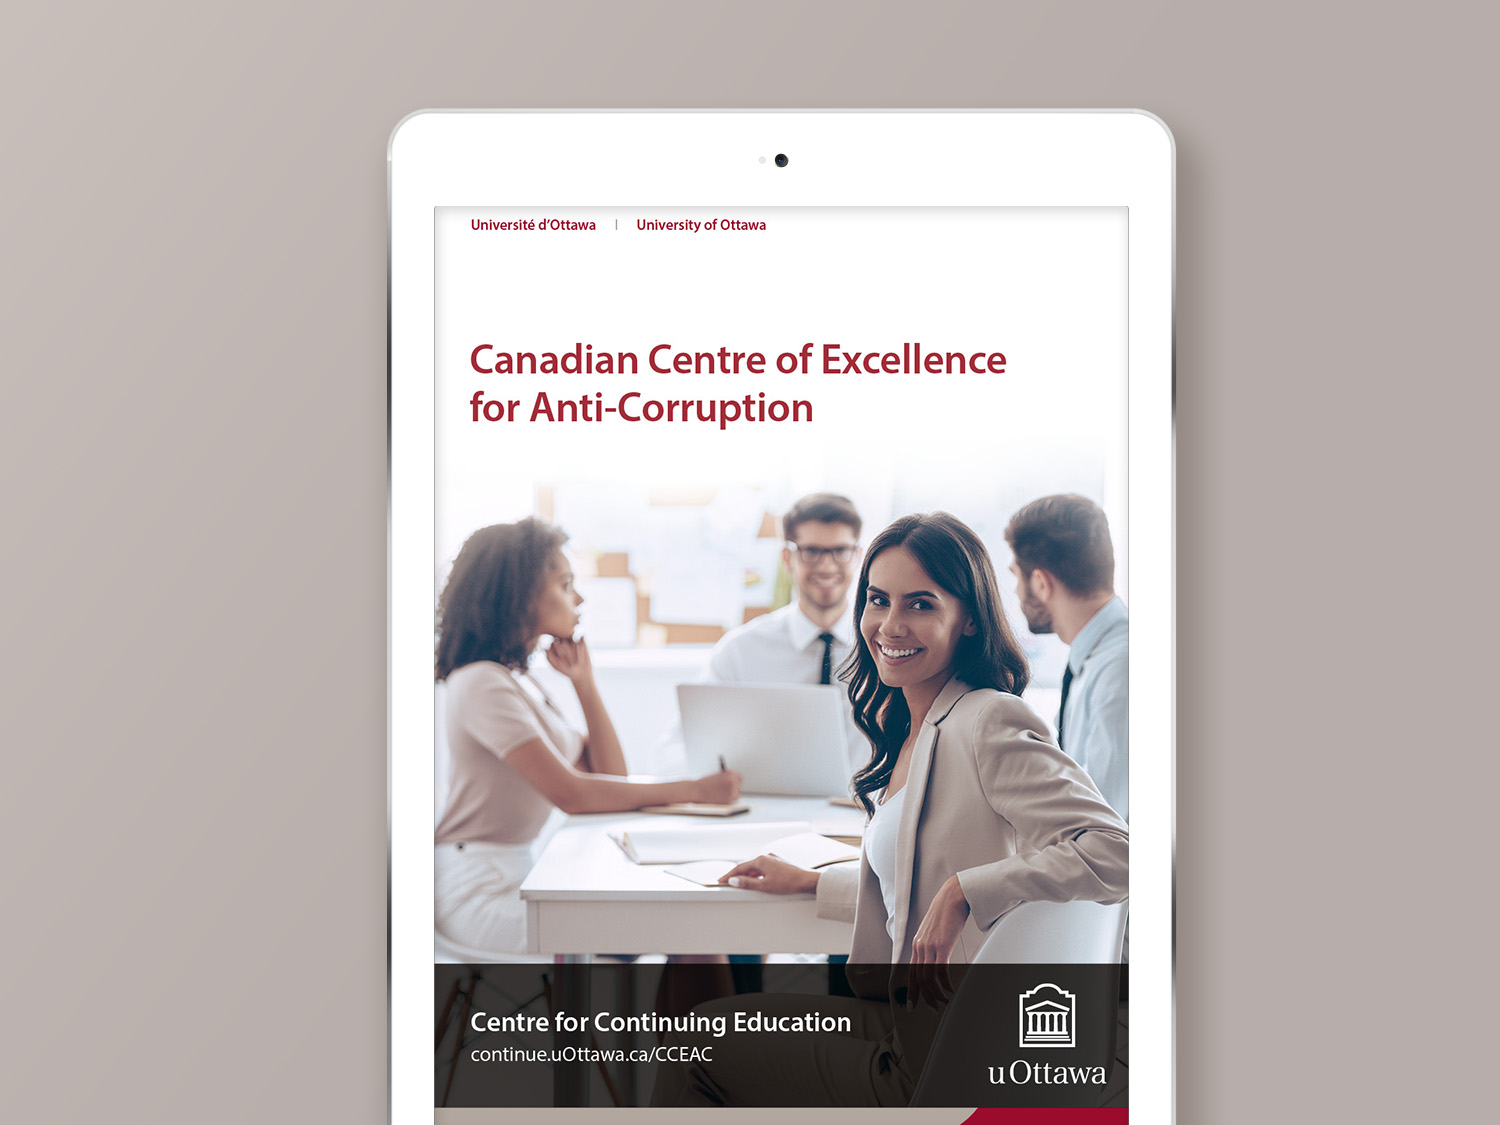 Université d'Ottawa | University of Ottawa
Canadian Centre of Excellence
for Anti-Corruption
Centre for Continuing Education
continue.uOttawa.ca/CCEAC
uOttawa